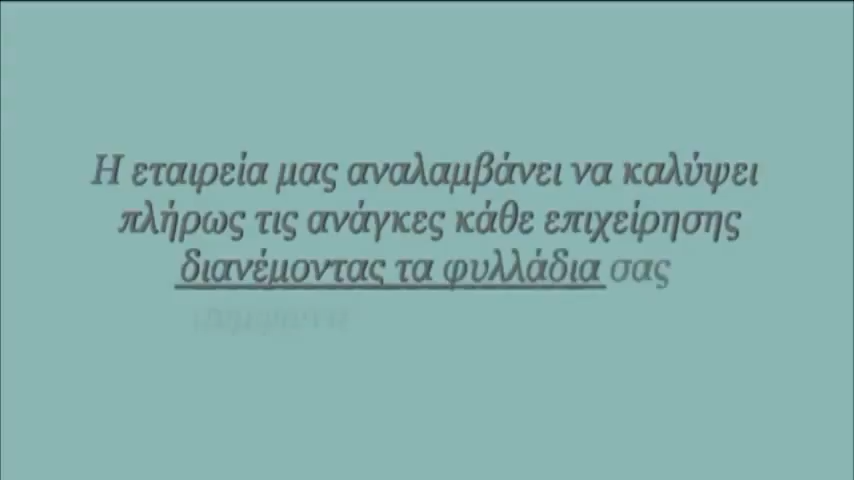 Η εταιρεία μας αναλαμβάνει να καλύψει
πλήρως τις ανάγκες κάθε επιχείρησης
διανέμοντας τα φυλλάδια σας